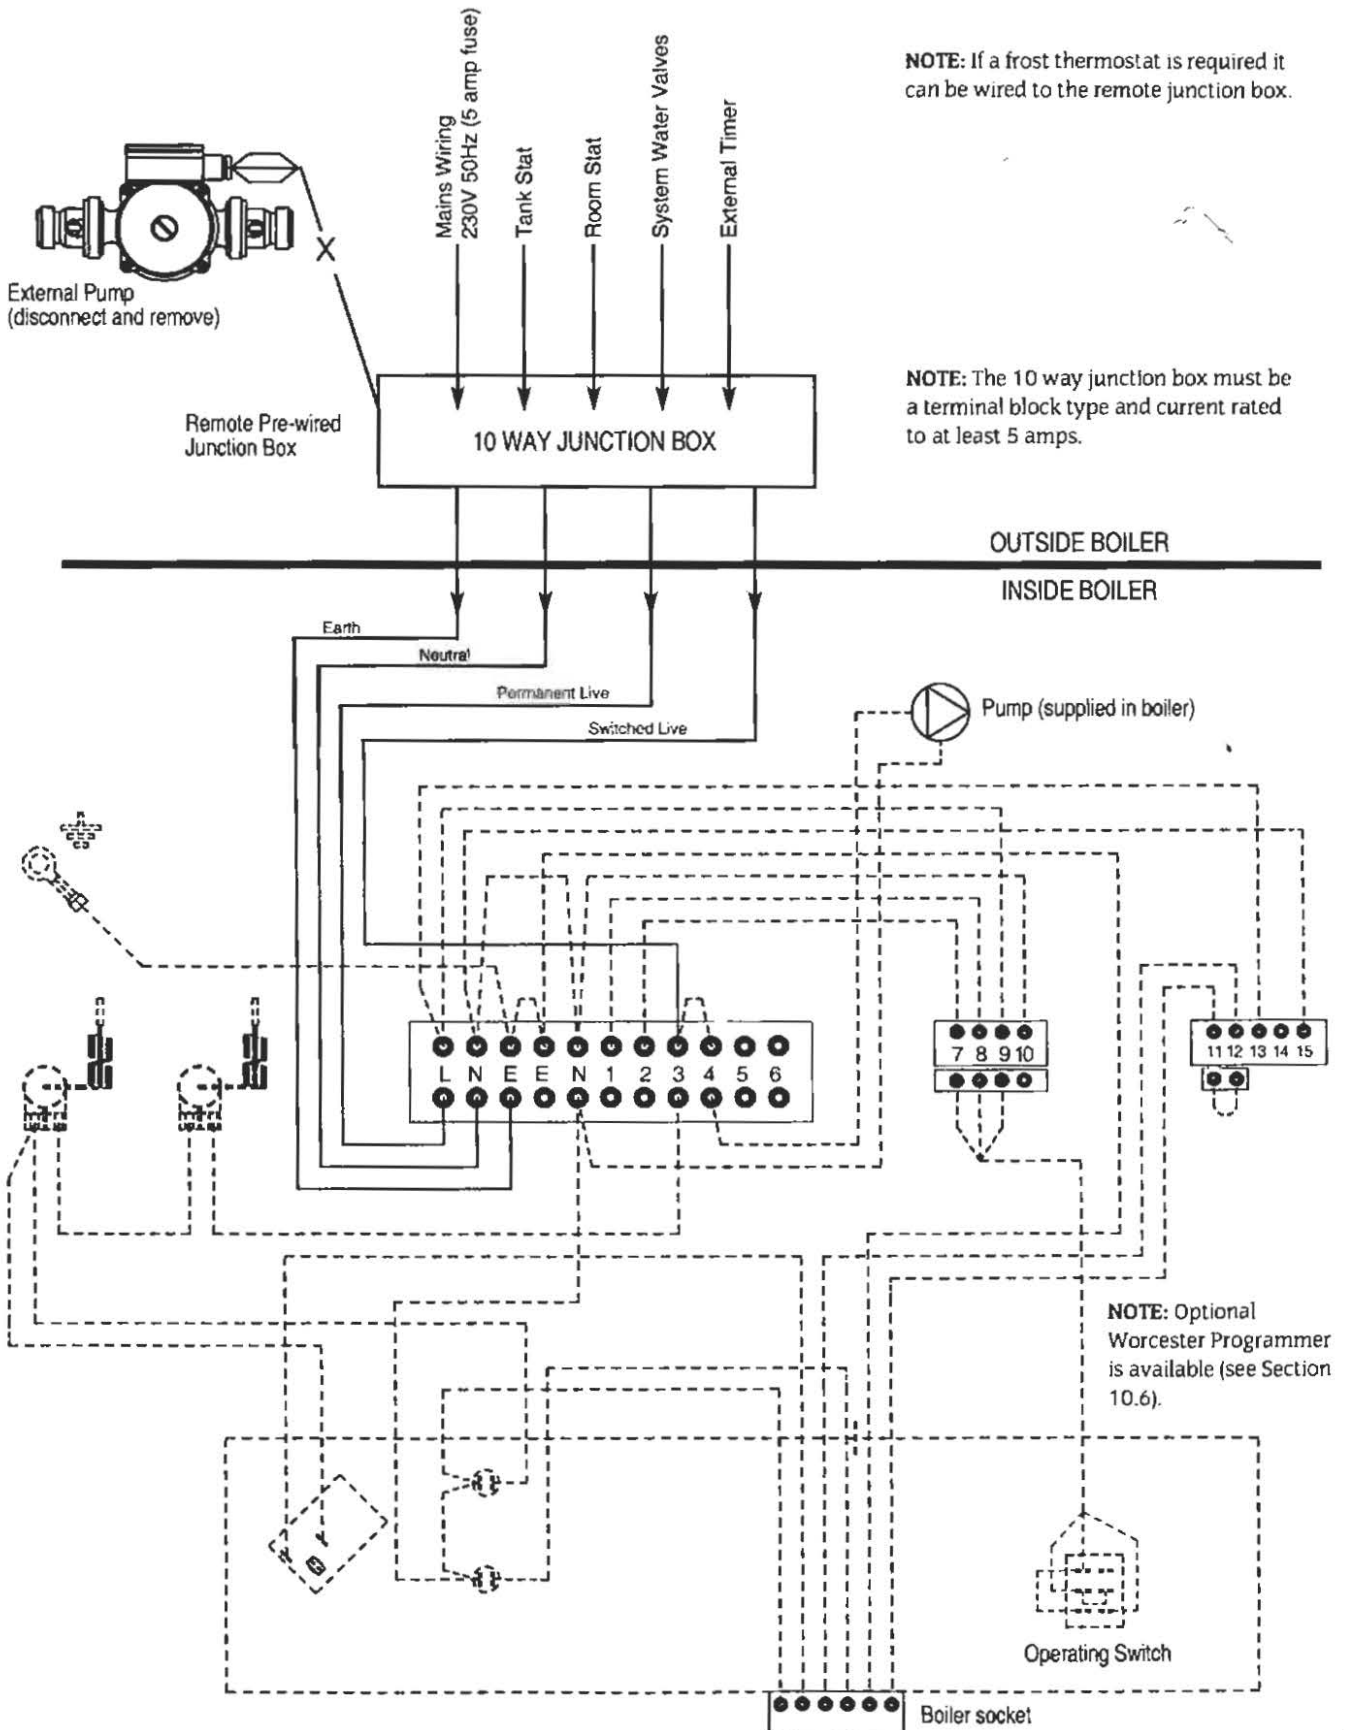 NOTE: If a frost thermostat is required it
can be wired to the remote junction box.
Mains Wiring
230V 50Hz (5 amp fuse)
Tank Stat
Room Stat
System Water Valves
External Timer
External Pump
(disconnect and remove)
X
NOTE: The 10 way junction box must be
a terminal block type and current rated
to at least 5 amps.
Remote Pre-wired
Junction Box
10 WAY JUNCTION BOX
OUTSIDE BOILER
INSIDE BOILER
Earth
Neutral
Permanent Live
Switched Live
Pump (supplied in boiler)
L N E E N 1 2 3 4 5 6
7 8 9 10
11 12 13 14 15
NOTE: Optional
Worcester Programmer
is available (see Section
10.6).
Operating Switch
Boiler socket